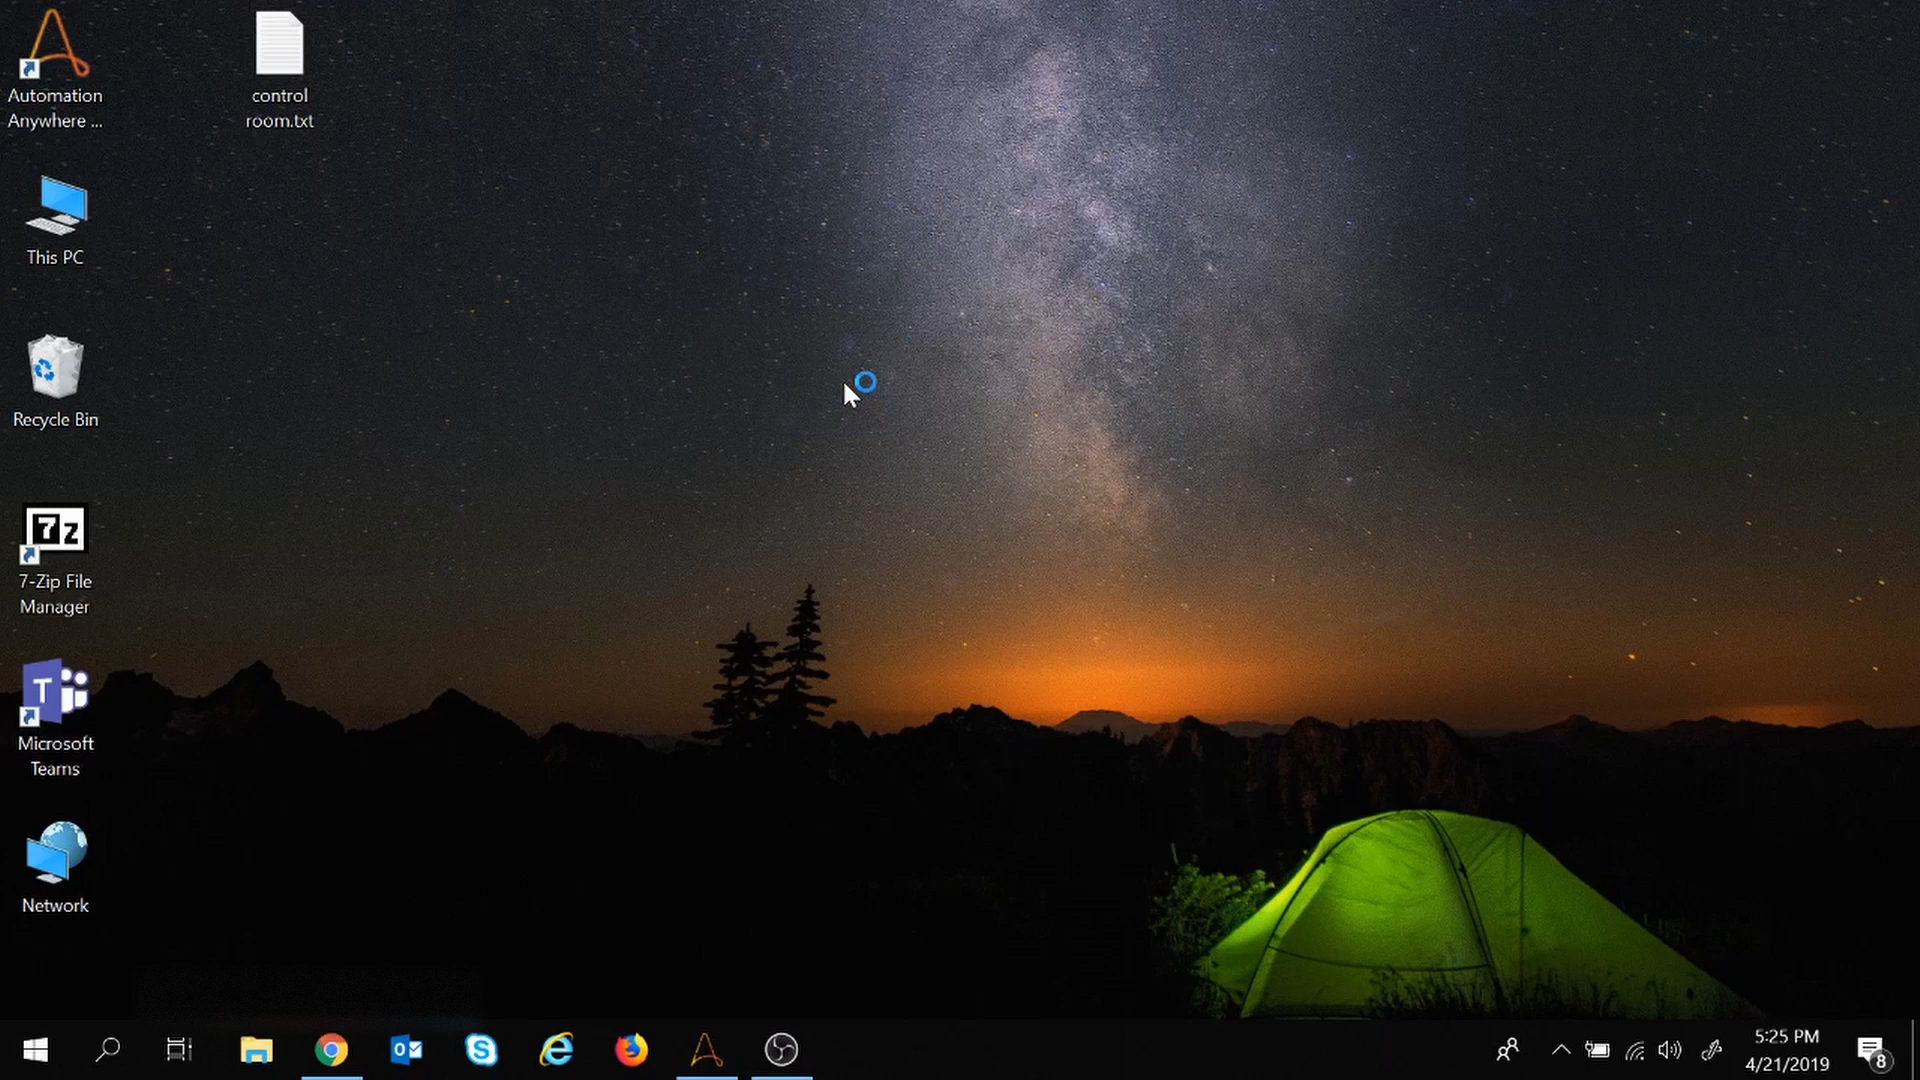 Automation
Anywhere ...
control
room.txt
This PC
Recycle Bin
7z
7-Zip File
Manager
T
Microsoft
Teams
Network
o
S
5:25 PM
4/21/2019
8